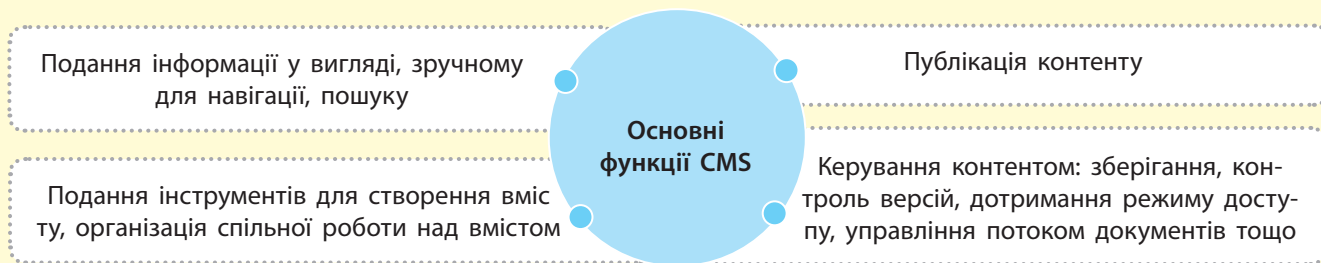 Подання інформації у вигляді, зручному
для навігації, пошуку
Публікація контенту
Основні
функції CMS
Подання інструментів для створення вміс
ту, організація спільної роботи над вмістом
Керування контентом: зберігання, кон-
троль версій, дотримання режиму досту-
пу, управління потоком документів тощо